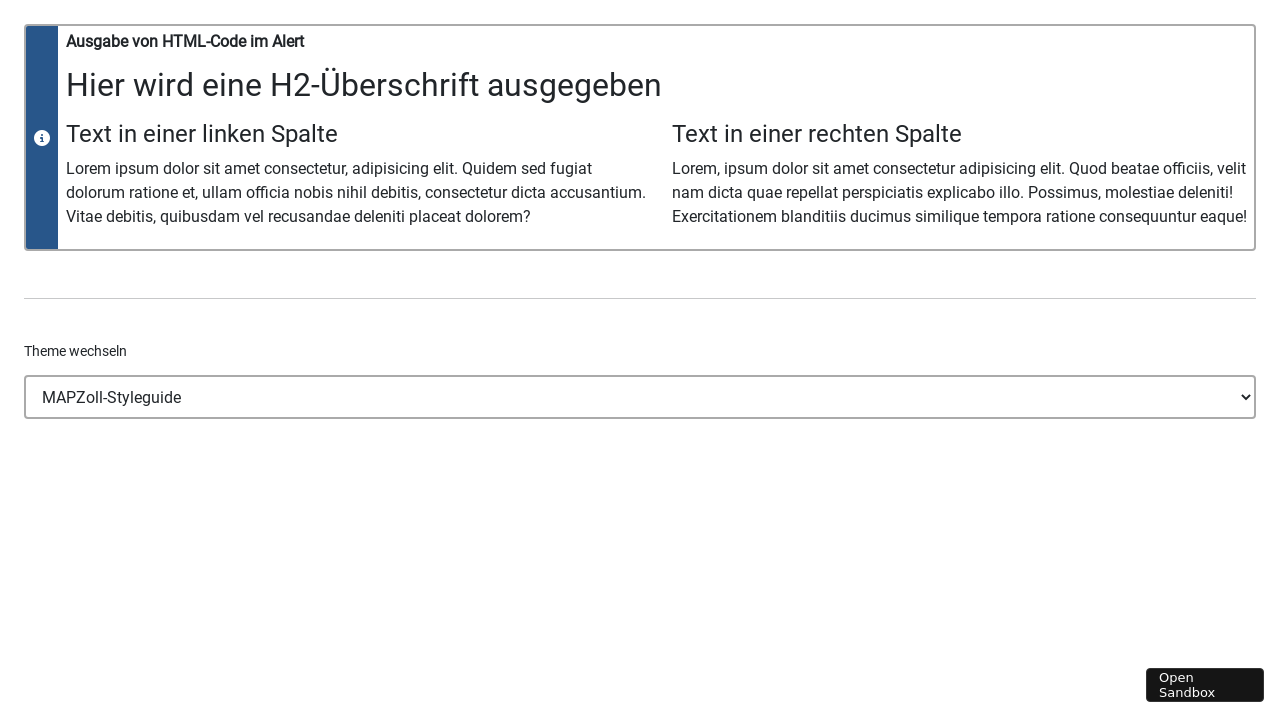 Ausgabe von HTML-Code im Alert
Hier wird eine H2-Überschrift ausgegeben
Text in einer linken Spalte
Lorem ipsum dolor sit amet consectetur, adipisicing elit. Quidem sed fugiat
dolorum ratione et, ullam officia nobis nihil debitis, consectetur dicta accusantium.
Vitae debitis, quibusdam vel recusandae deleniti placeat dolorem?
Text in einer rechten Spalte
Lorem, ipsum dolor sit amet consectetur adipisicing elit. Quod beatae officiis, velit
nam dicta quae repellat perspiciatis explicabo illo. Possimus, molestiae deleniti!
Exercitationem blanditiis ducimus similique tempora ratione consequuntur eaque!
Theme wechseln
MAPZoll-Styleguide
Open
Sandbox